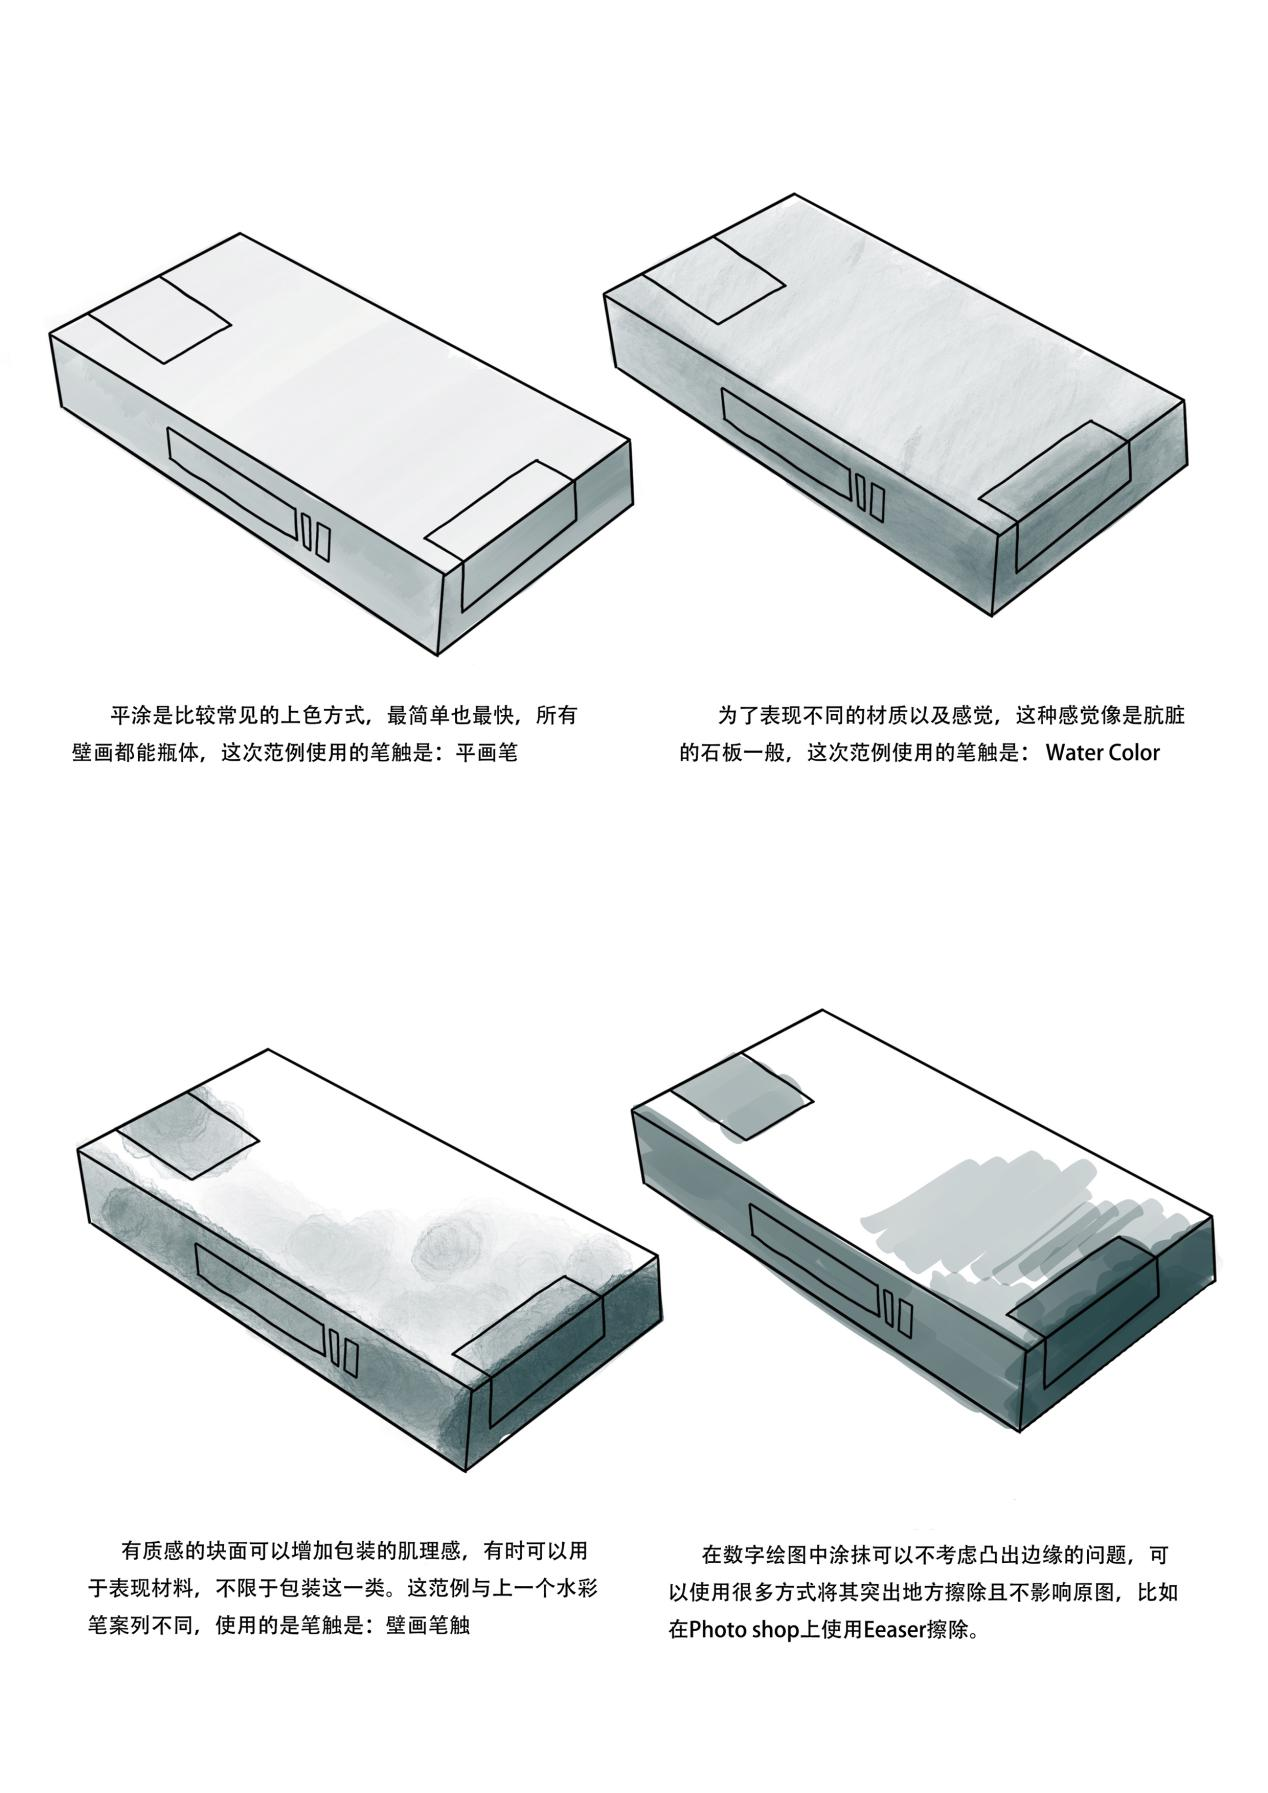 平涂是比较常见的上色方式，最简单也最快，所有
壁画都能瓶体，这次范例使用的笔触是：平画笔
为了表现不同的材质以及感觉，这种感觉像是肮脏
的石板一般，这次范例使用的笔触是： Water Color
有质感的块面可以增加包装的肌理感，有时可以用
于表现材料，不限于包装这一类。这范例与上一个水彩
笔案列不同，使用的是笔触是：壁画笔触
在数字绘图中涂抹可以不考虑凸出边缘的问题，可
以使用很多方式将其突出地方擦除且不影响原图，比如
在Photo shop上使用Eeaser擦除。